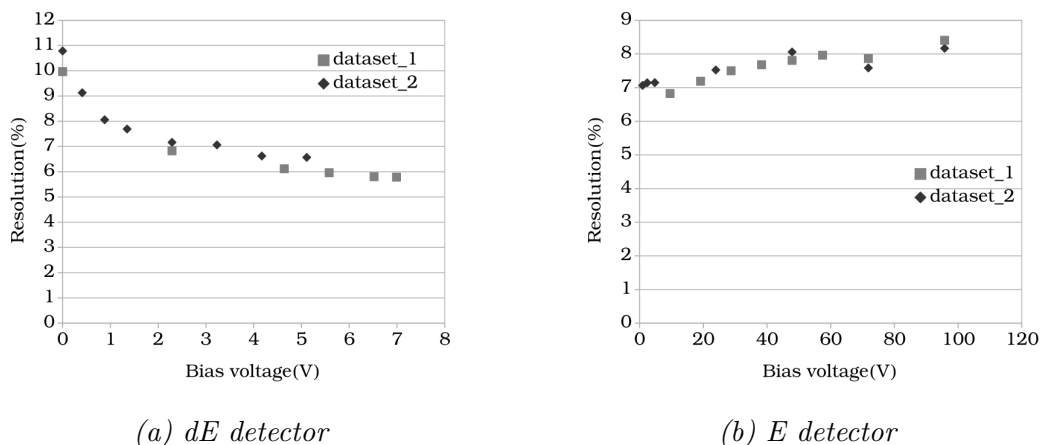 12
11
10
9
8
7
6
5
4
3
2
1
0
Resolution(%)
dataset_1
dataset_2
0 1 2 3 4 5 6 7 8
Bias voltage(V)
(a) dE detector
9
8
7
6
5
4
3
2
1
0
Resolution(%)
dataset_1
dataset_2
0 20 40 60 80 100 120
Bias voltage(V)
(b) E detector